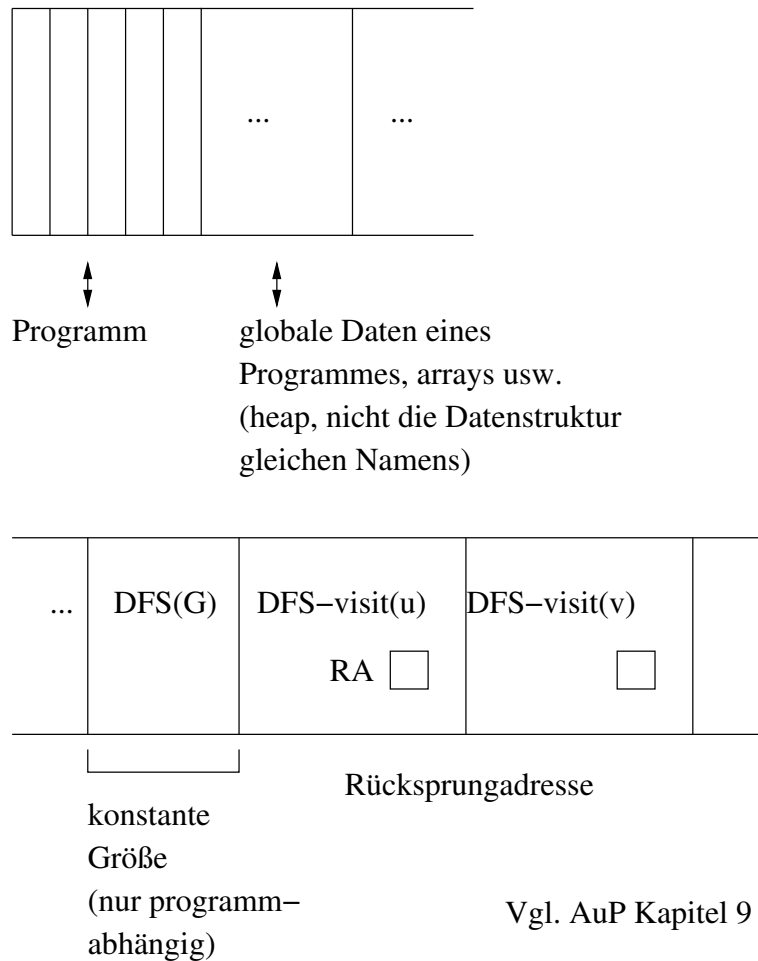 ... ...
Programm
globale Daten eines
Programmes, arrays usw.
(heap, nicht die Datenstruktur
gleichen Namens)
... DFS(G) DFS−visit(u) DFS−visit(v)
RA
Rücksprungadresse
konstante
Größe
(nur programm−
abhängig)
Vgl. AuP Kapitel 9